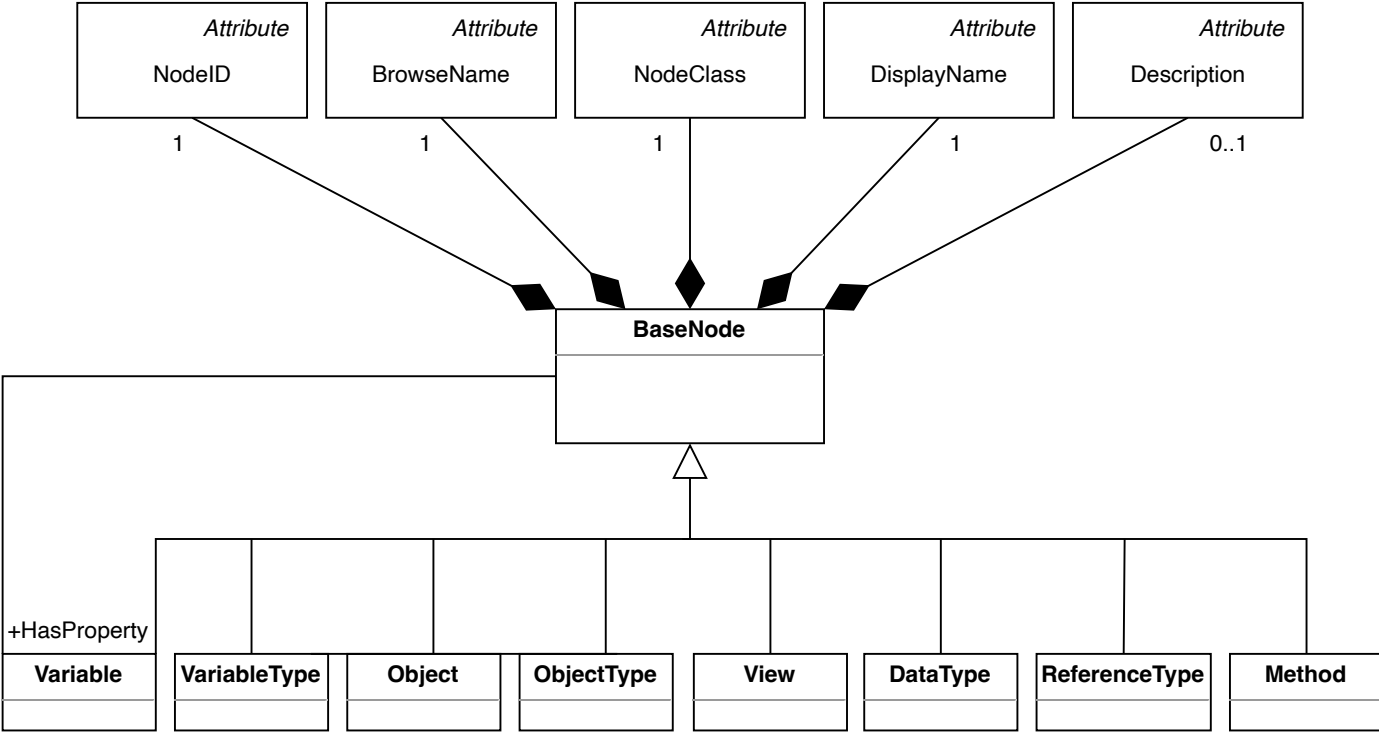 Attribute
NodeID
Attribute
BrowseName
Attribute
NodeClass
Attribute
DisplayName
Attribute
Description
1
1
1
1
0..1
BaseNode
+HasProperty
Variable
VariableType
Object
ObjectType
View
DataType
ReferenceType
Method